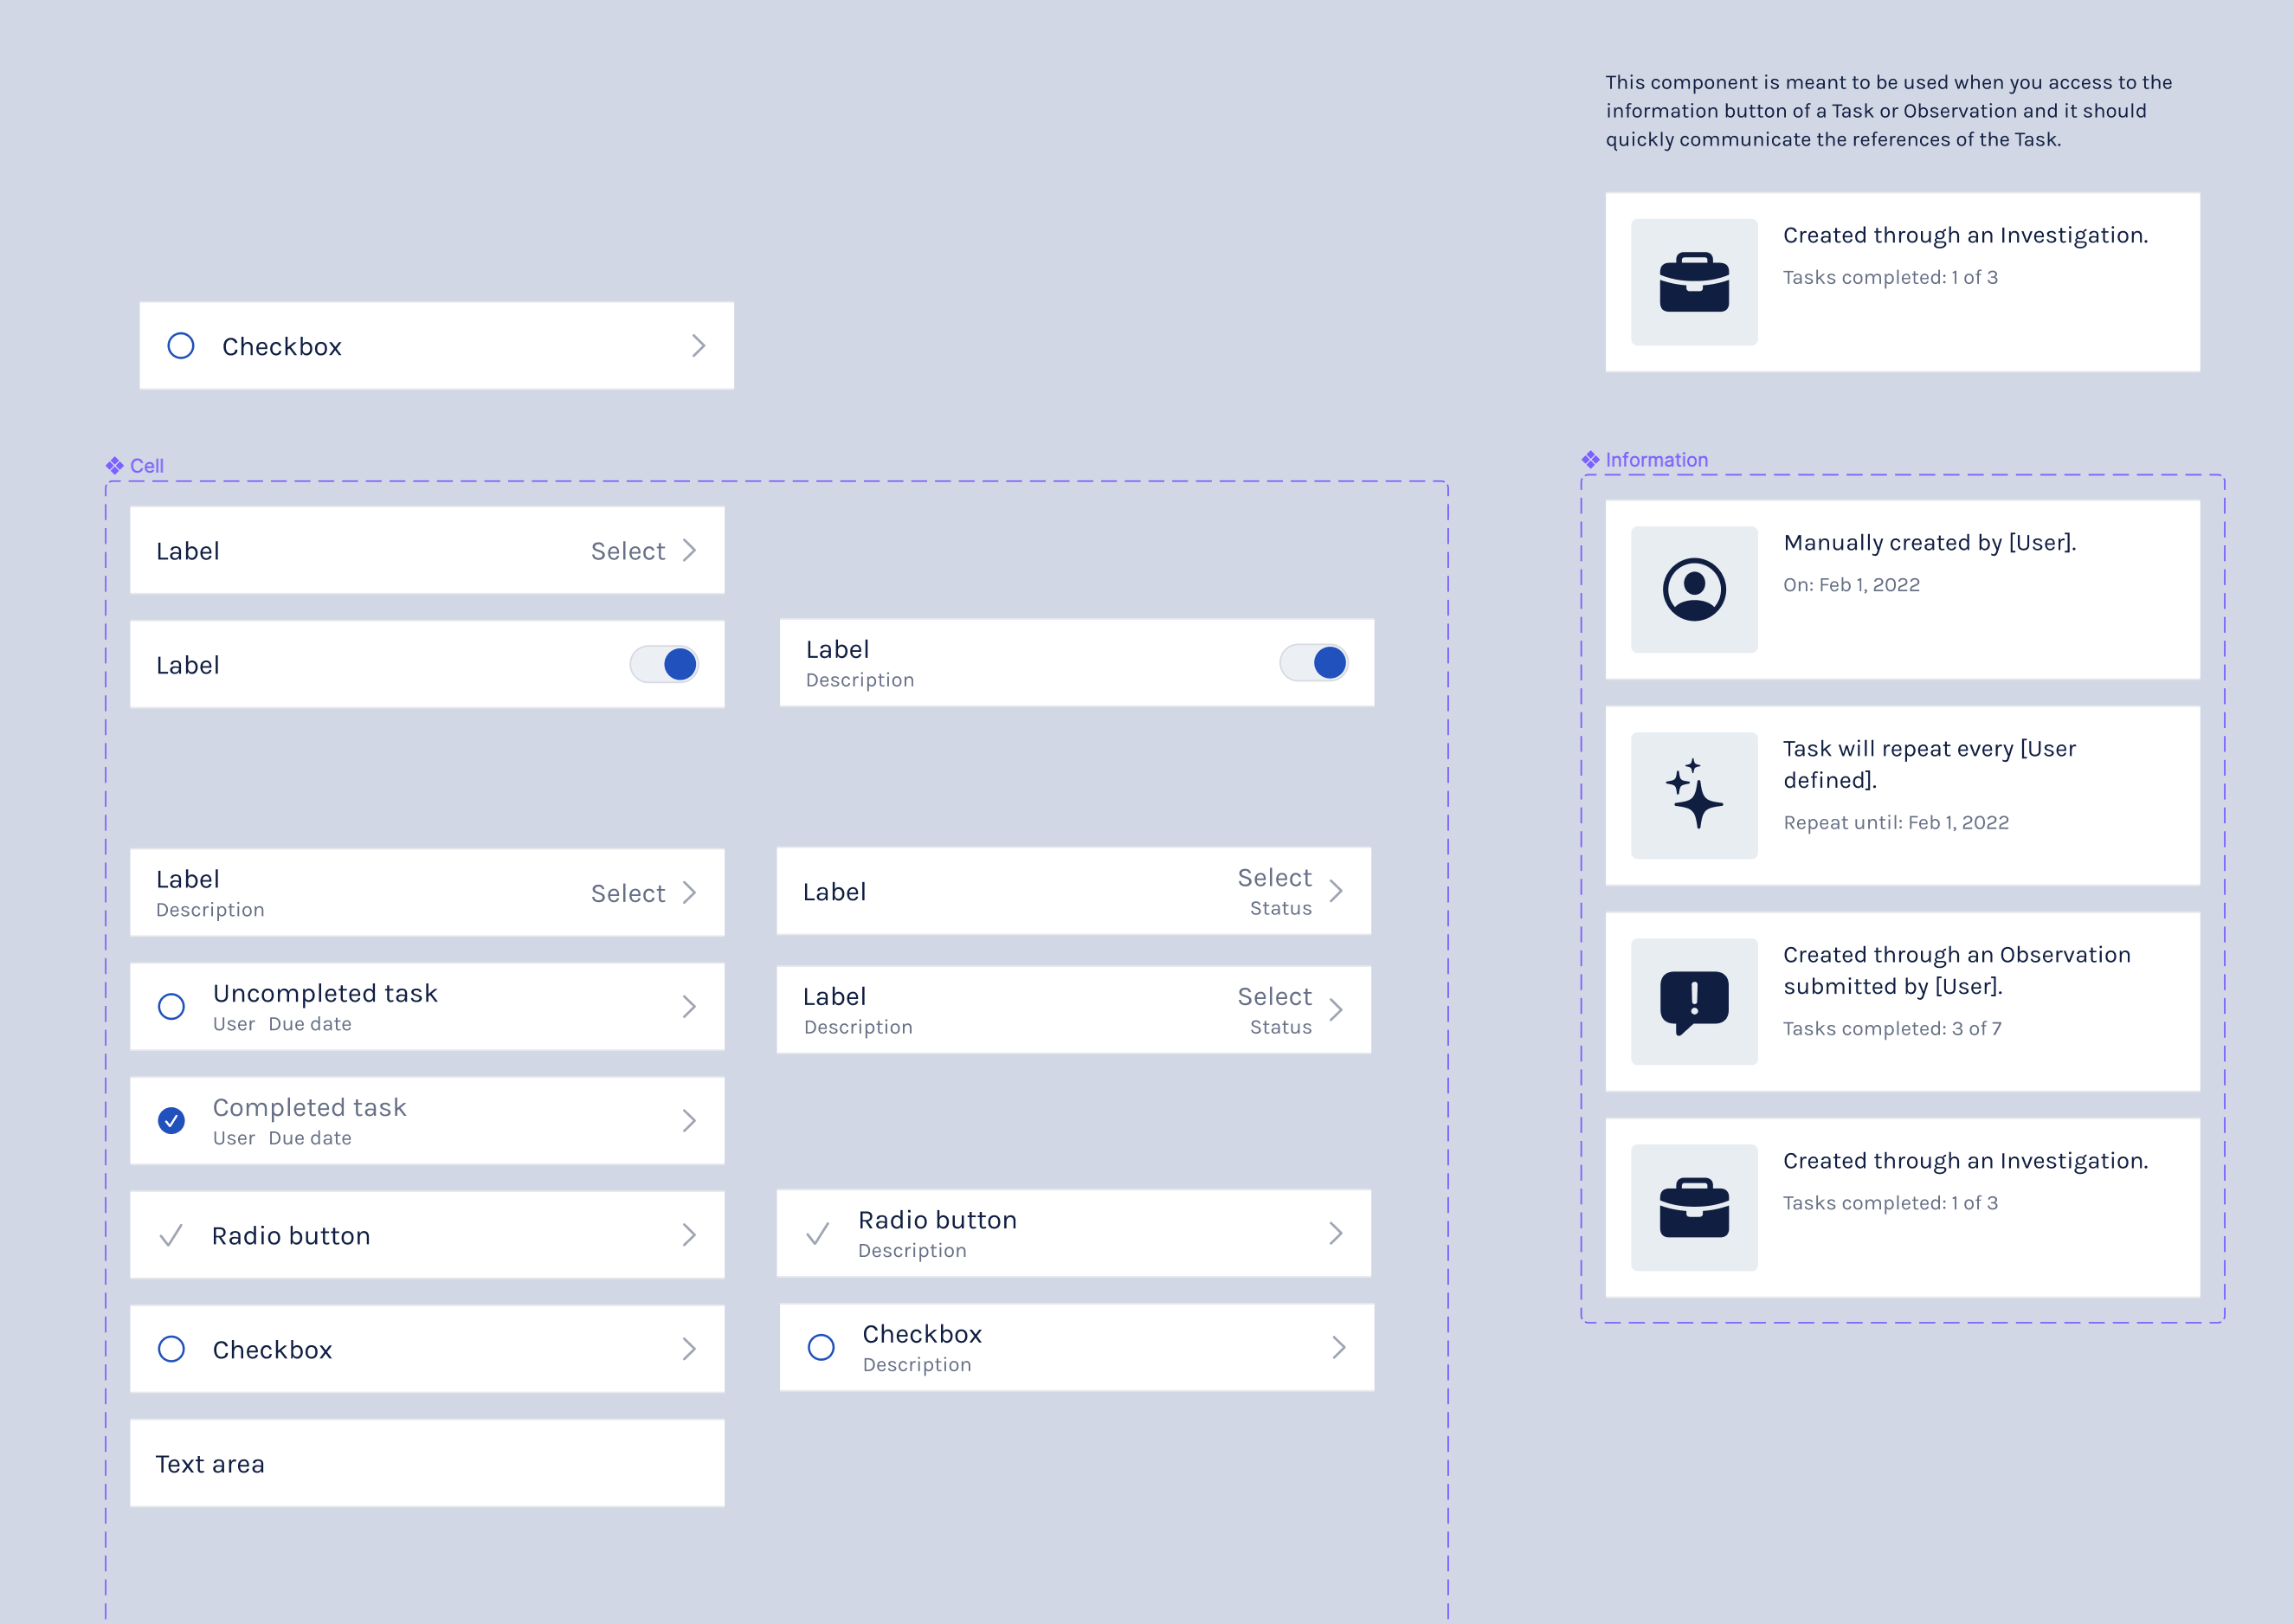 This component is meant to be used when you access to the
information button of a Task or Observation and it should
quickly communicate the references of the Task.
Created through an Investigation.
Tasks completed: 1 of 3
Checkbox
Cell
Label
Select
Label
Label
Description
Label
Description
Select
Label
Select
Status
Uncompleted task
User Due date
Label
Description
Select
Status
Completed task
User Due date
Radio button
Radio button
Description
Checkbox
Checkbox
Description
Text area
Information
Manually created by [User].
On: Feb 1, 2022
Task will repeat every [User
defined].
Repeat until: Feb 1, 2022
Created through an Observation
submitted by [User].
Tasks completed: 3 of 7
Created through an Investigation.
Tasks completed: 1 of 3